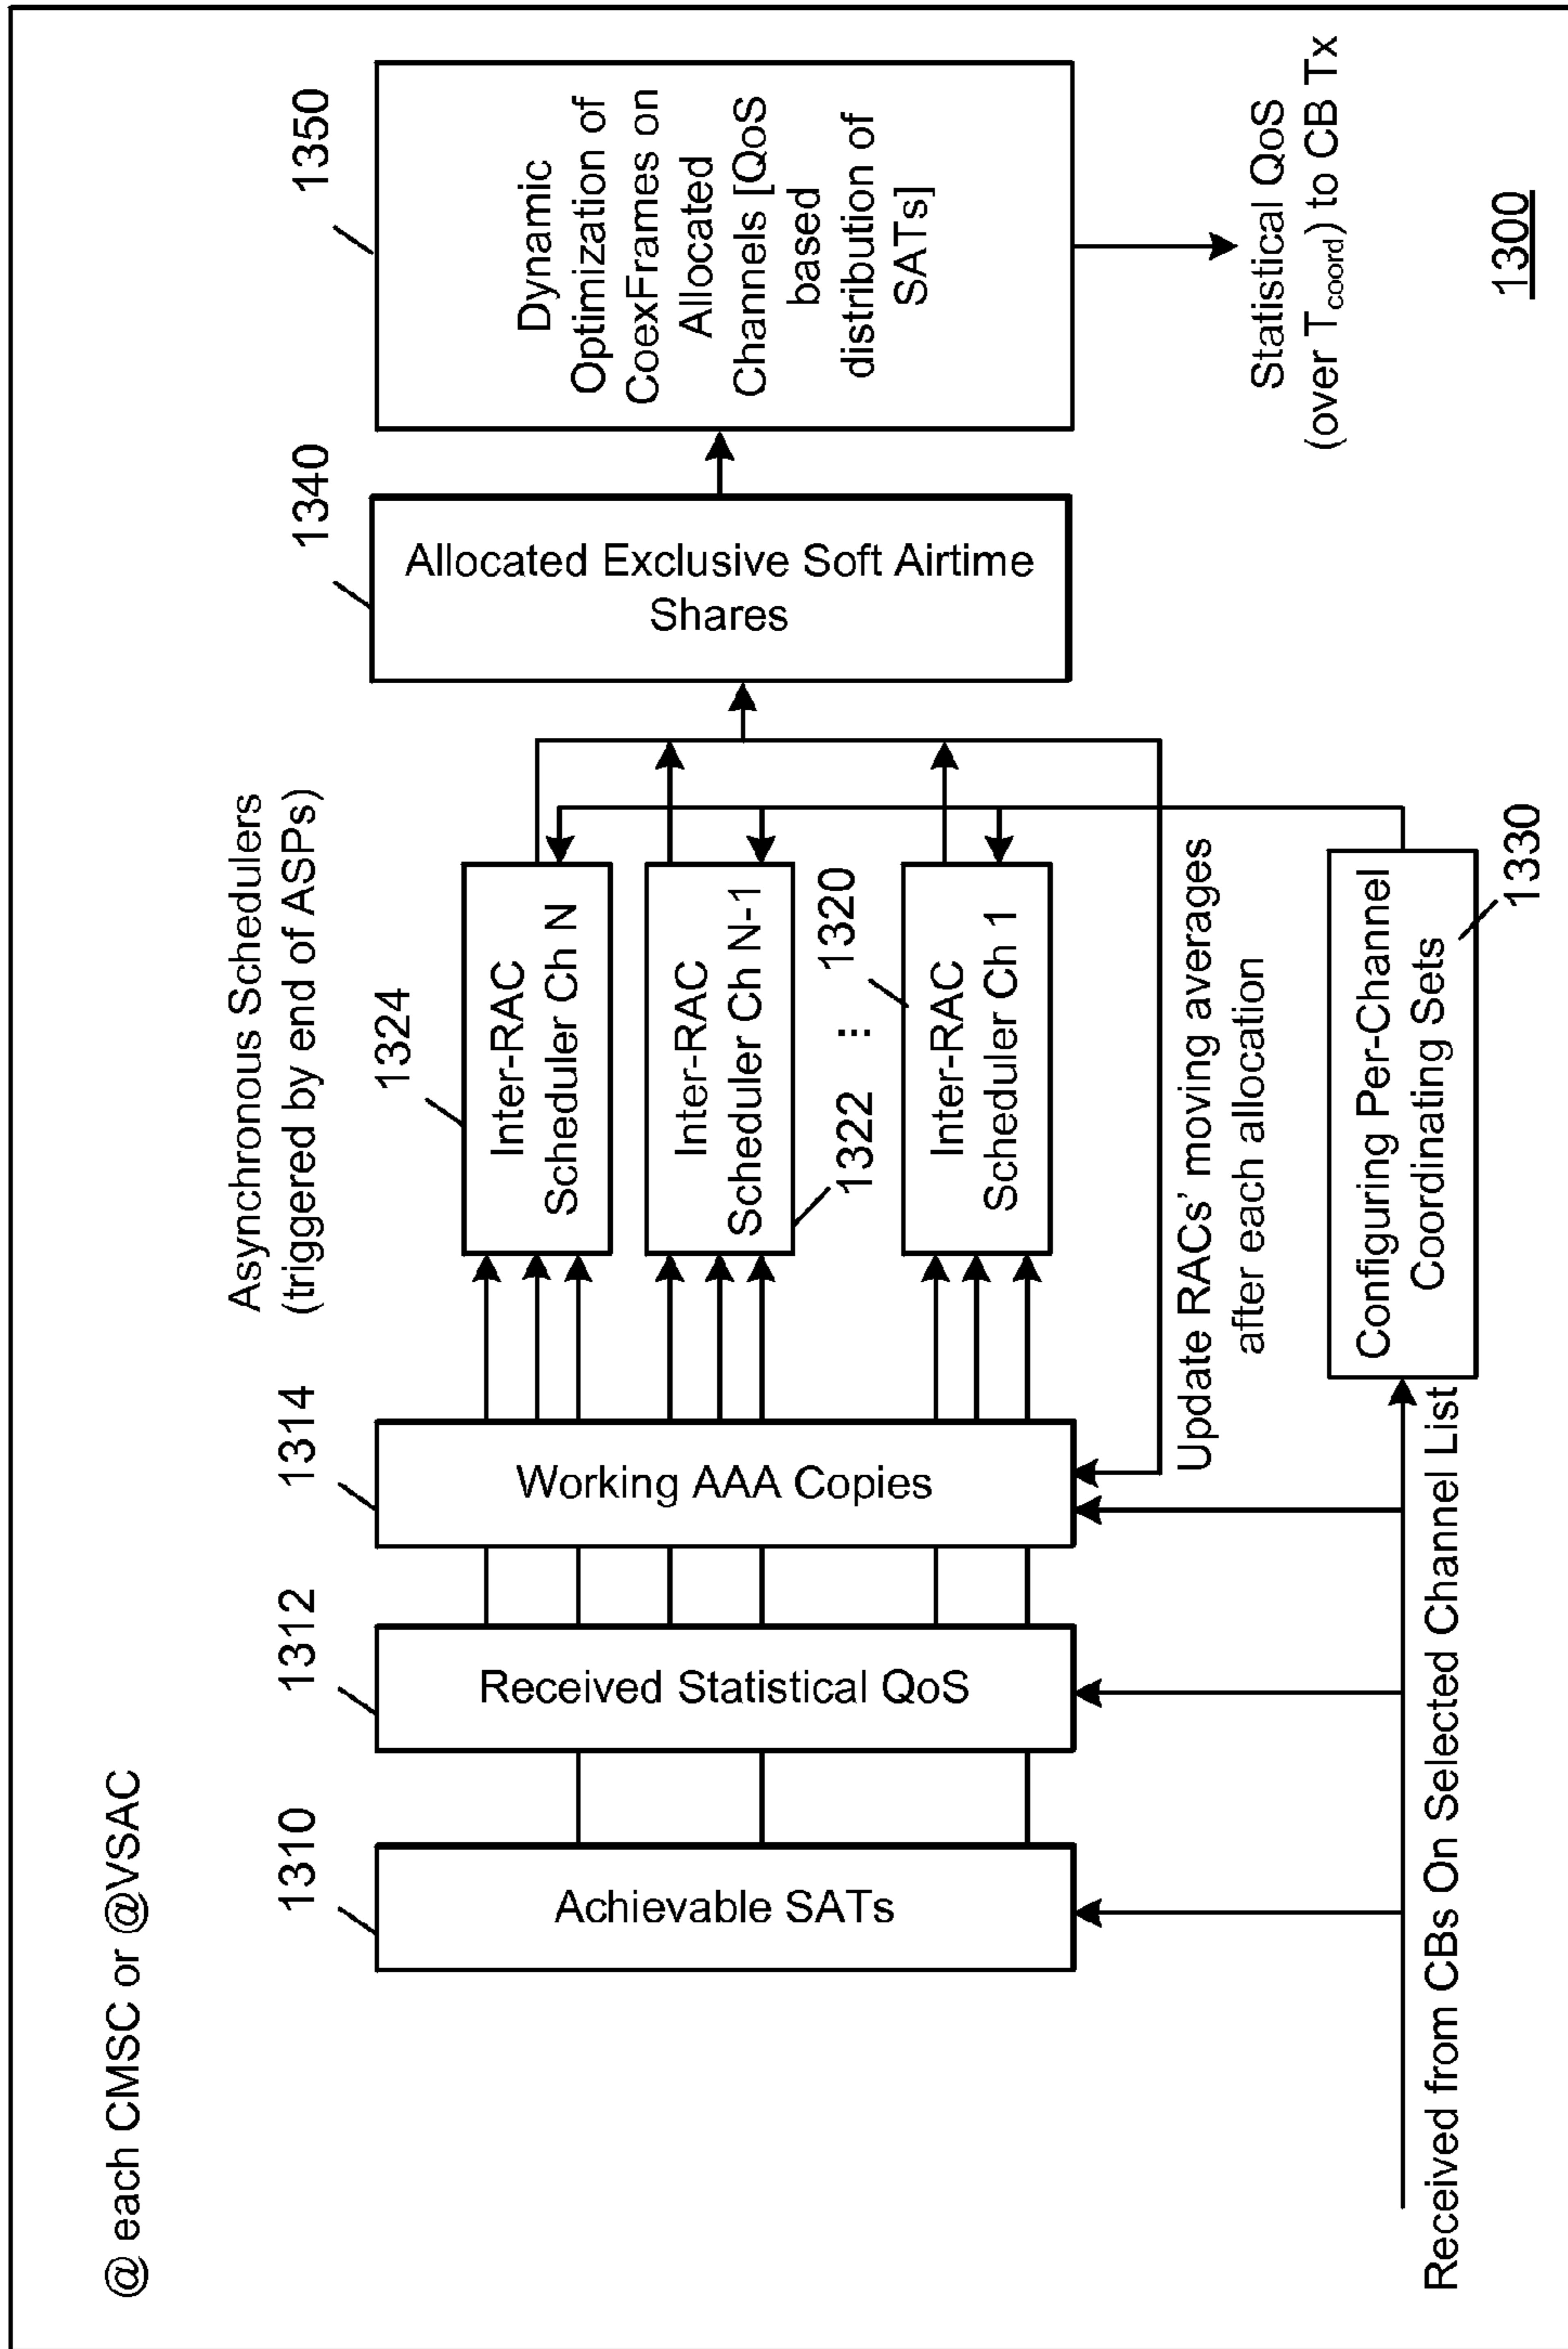 @ each CMSC or @VSAC
1310
Achievable SATs
1312
Received Statistical QoS
1314
Working AAA Copies
Asynchronous Schedulers
(triggered by end of ASPs)
1324
Inter-RAC
Scheduler Ch N
Inter-RAC
Scheduler Ch N-1
1322
...
1320
Inter-RAC
Scheduler Ch 1
Update RACs' moving averages
after each allocation
Received from CBs On Selected Channel List
Configuring Per-Channel
Coordinating Sets
1330
1340
Allocated Exclusive Soft Airtime
Shares
1350
Dynamic
Optimization of
CoexFrames on
Allocated
Channels [QoS
based
distribution of
SATs]
Statistical QoS
(over Tcoord) to CB Tx
1300